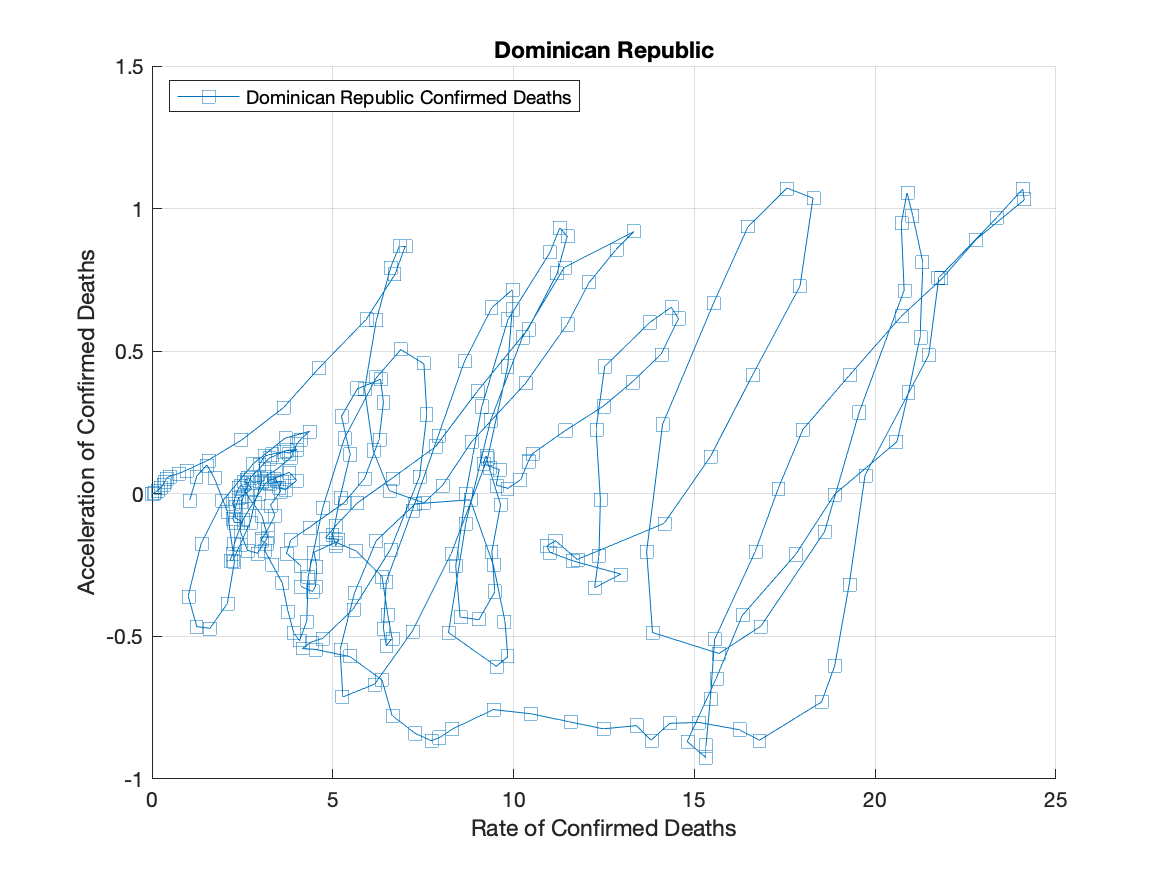 Dominican Republic
1.5
Dominican Republic Confirmed Deaths
1
0.5
0
-0.5
-1
Acceleration of Confirmed Deaths
0 5 10 15 20 25
Rate of Confirmed Deaths